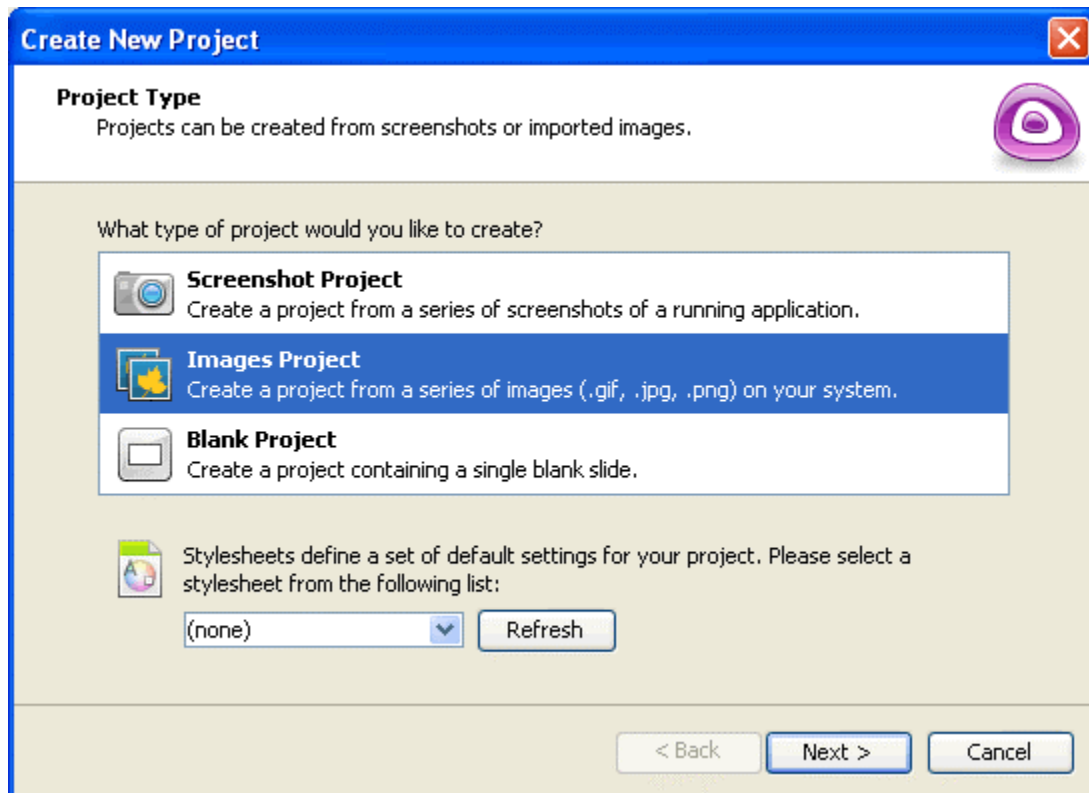 Create New Project
Project Type
Projects can be created from screenshots or imported images.
What type of project would you like to create?
Screenshot Project
Create a project from a series of screenshots of a running application.
Images Project
Create a project from a series of images (.gif, .jpg, .png) on your system.
Blank Project
Create a project containing a single blank slide.
Stylesheets define a set of default settings for your project. Please select a
stylesheet from the following list:
(none) Refresh
< Back Next > Cancel